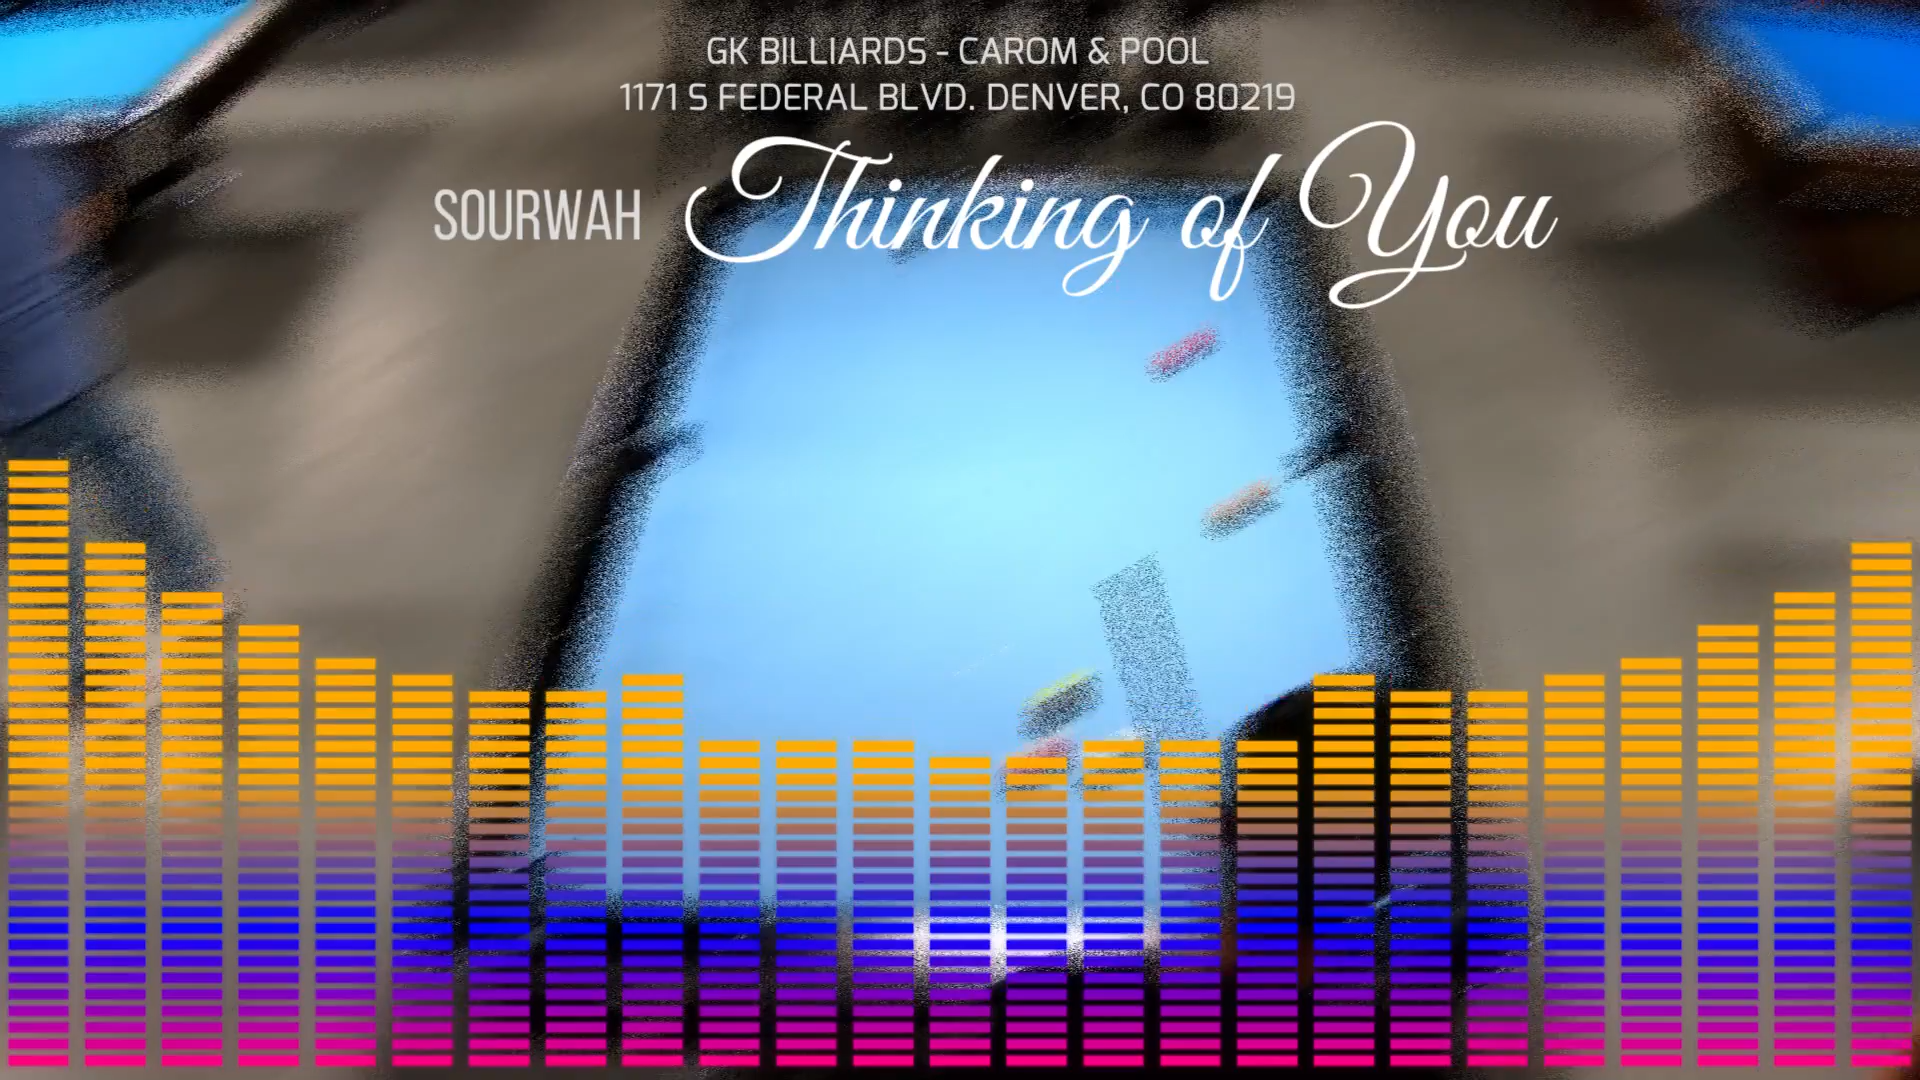 GK BILLIARDS - CAROM & POOL
1171 S FEDERAL BLVD. DENVER, CO 80219
SOURWAH Thinking of You